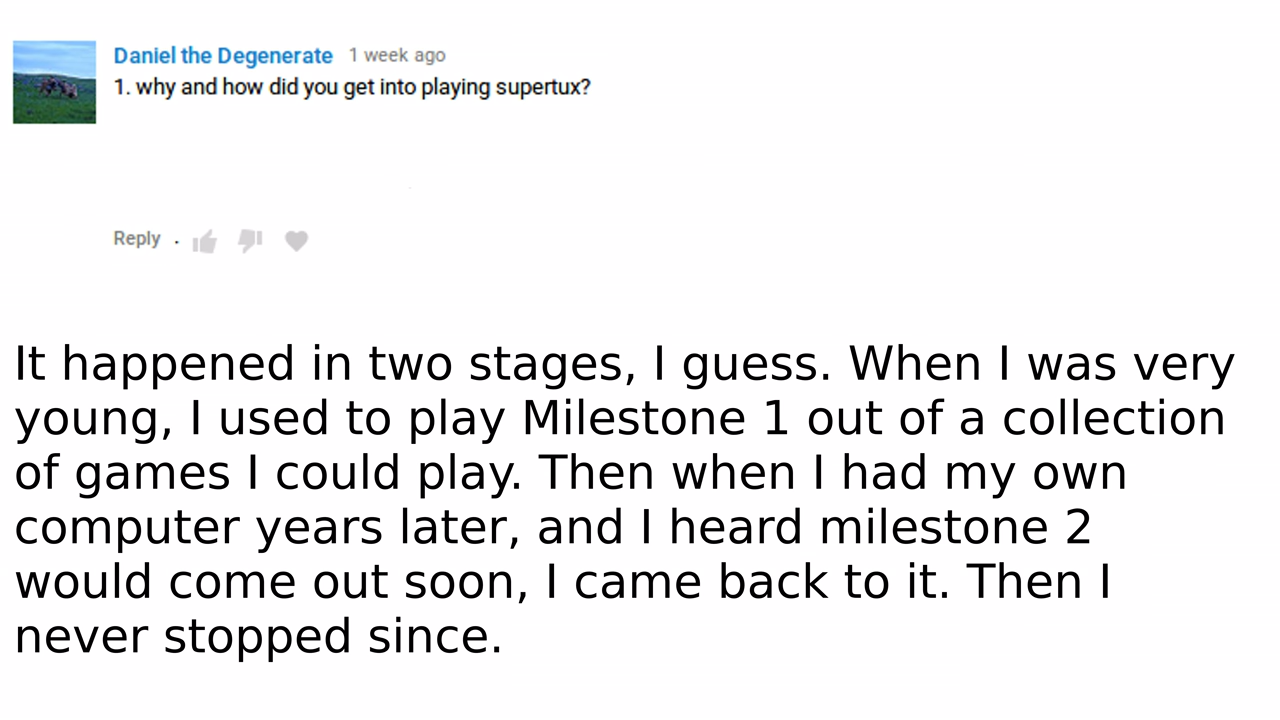 Daniel the Degenerate 1 week ago
1. why and how did you get into playing supertux?
Reply .
It happened in two stages, I guess. When I was very
young, I used to play Milestone 1 out of a collection
of games I could play. Then when I had my own
computer years later, and I heard milestone 2
would come out soon, I came back to it. Then I
never stopped since.